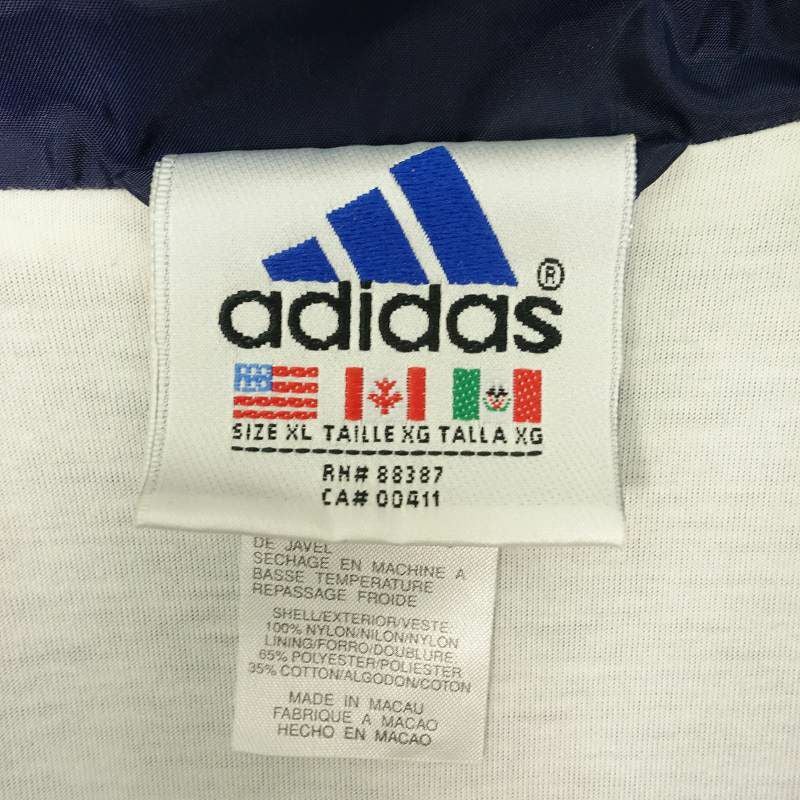 adidas®
SIZE XL TAILLE XG TALLA XG
RN# 88387
CA# 00411
DE JAVEL
SECHAGE EN MACHINE A
BASSE TEMPERATURE
REPASSAGE FROIDE
SHELL/EXTERIOR/VESTE
100% NYLON/NILON/NYLON
LINING/FORRO/DOUBLURE
65% POLYESTER/POLIESTER
35% COTTON/ALGODON/COTON
MADE IN MACAU
FABRIQUE A MACAO
HECHO EN MACAO